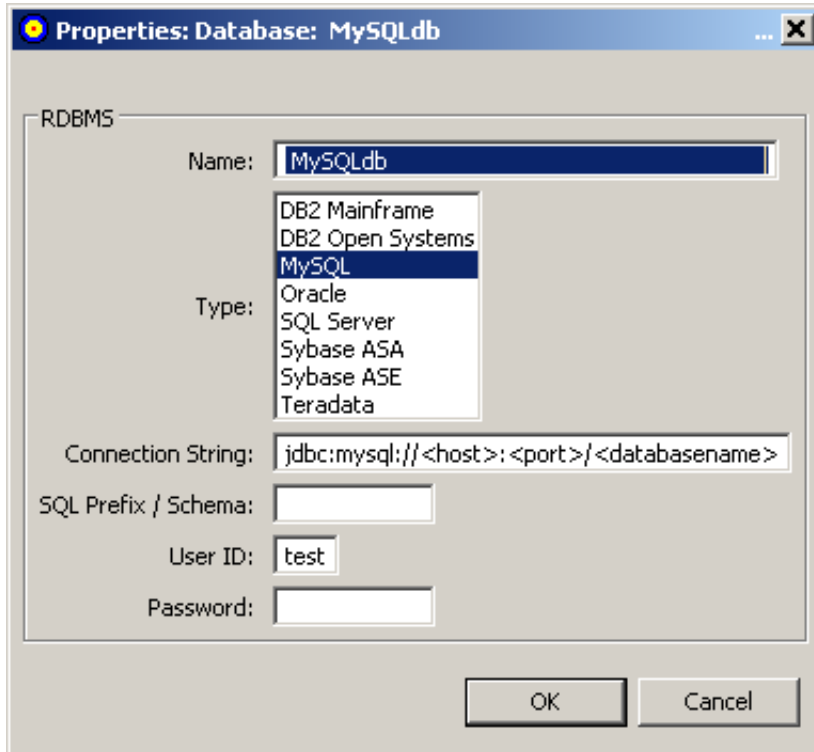 Properties: Database: MySQLdb ...
RDBMS
Name: MySQLdb
Type:
DB2 Mainframe
DB2 Open Systems
MySQL
Oracle
SQL Server
Sybase ASA
Sybase ASE
Teradata
Connection String: jdbc:mysql://<host>:<port>/<databasename>
SQL Prefix / Schema:
User ID: test
Password:
OK Cancel